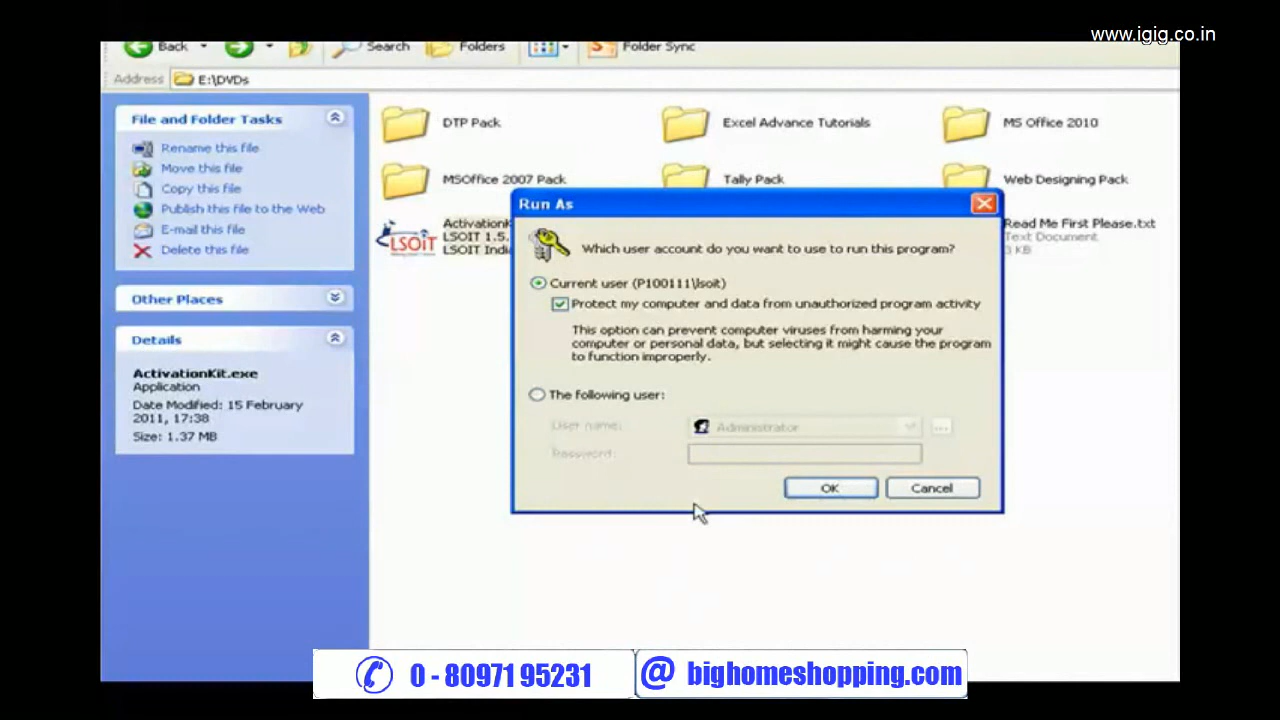 www.igig.co.in
Back
Search
Folders
Folder Sync
Address
E:\DVDs
File and Folder Tasks
Rename this file
Move this file
Copy this file
Publish this file to the Web
E-mail this file
Delete this file
Other Places
Details
ActivationKit.exe
Application
Date Modified: 15 February
2011, 17:38
Size: 1.37 MB
DTP Pack
Excel Advance Tutorials
MS Office 2010
MSOffice 2007 Pack
Tally Pack
Web Designing Pack
LSOIT
LSOIT 1.5.
LSOIT Indi
Read Me First Please.txt
Text Document
3 KB
Run As
Which user account do you want to use to run this program?
Current user (P100111\lsoit)
Protect my computer and data from unauthorized program activity
This option can prevent computer viruses from harming your
computer or personal data, but selecting it might cause the program
to function improperly.
The following user:
User name:
Administrator
...
Password:
OK
Cancel
0 - 80971 95231
@ bighomeshopping.com